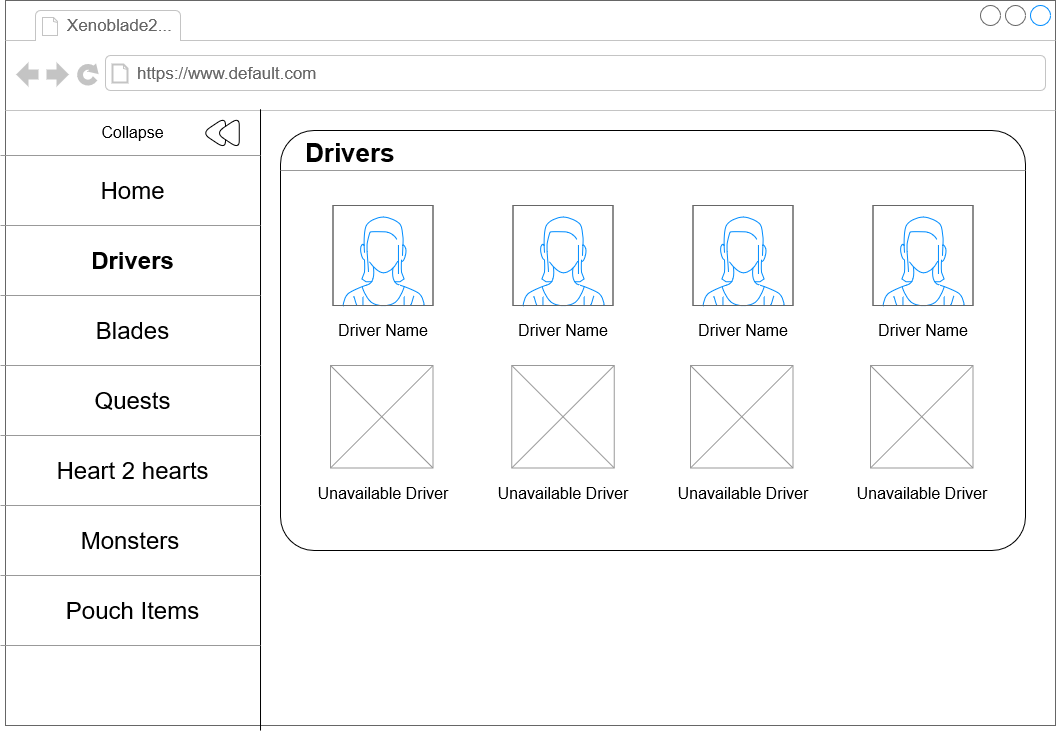 Xenoblade2...
https://www.default.com
Collapse
Home
Drivers
Blades
Quests
Heart 2 hearts
Monsters
Pouch Items
Drivers
Driver Name
Driver Name
Driver Name
Driver Name
Unavailable Driver
Unavailable Driver
Unavailable Driver
Unavailable Driver